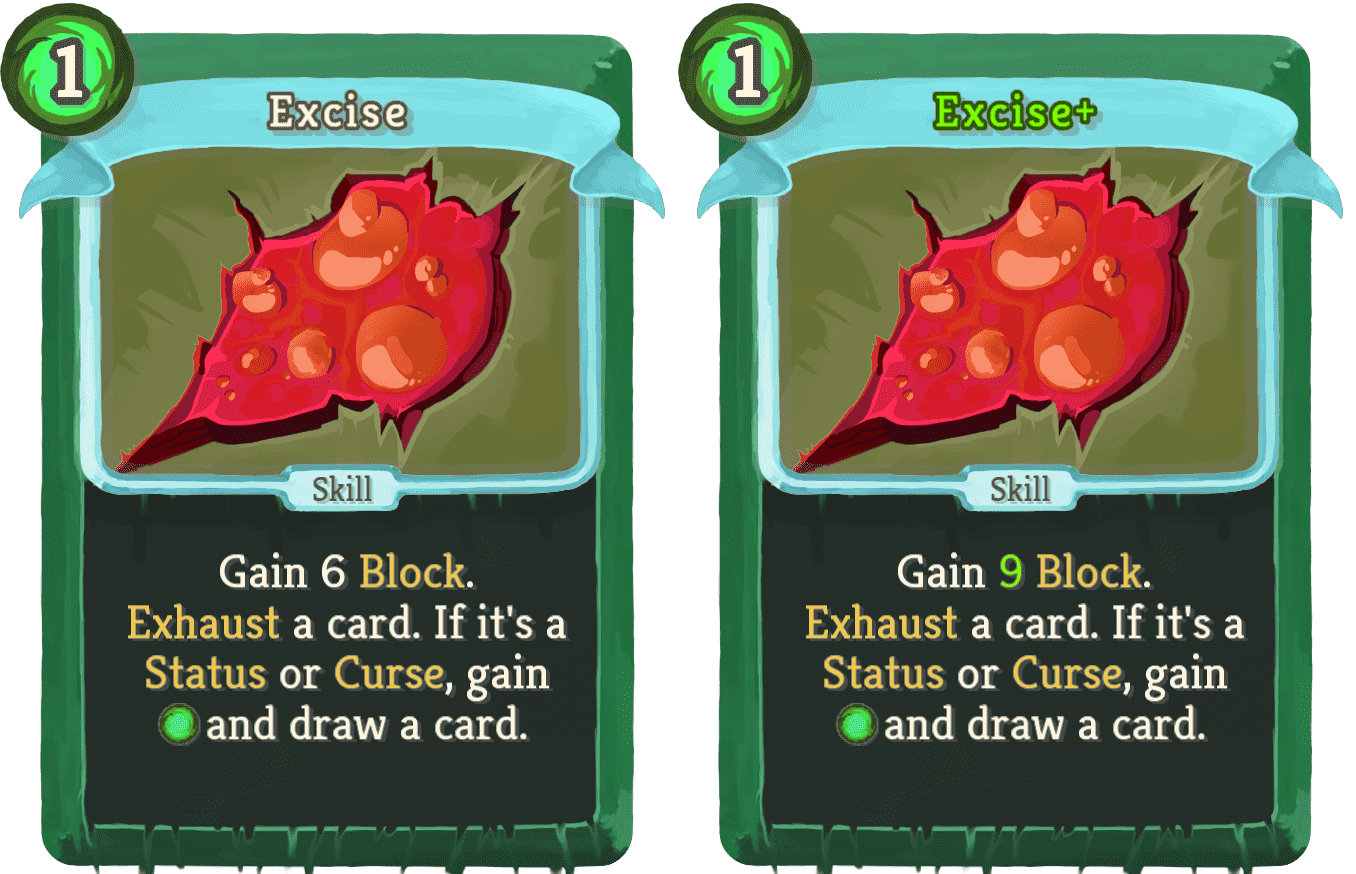 1
Excise
Skill
Gain 6 Block.
Exhaust a card. If it's a
Status or Curse, gain
and draw a card.
1
Excise+
Skill
Gain 9 Block.
Exhaust a card. If it's a
Status or Curse, gain
and draw a card.